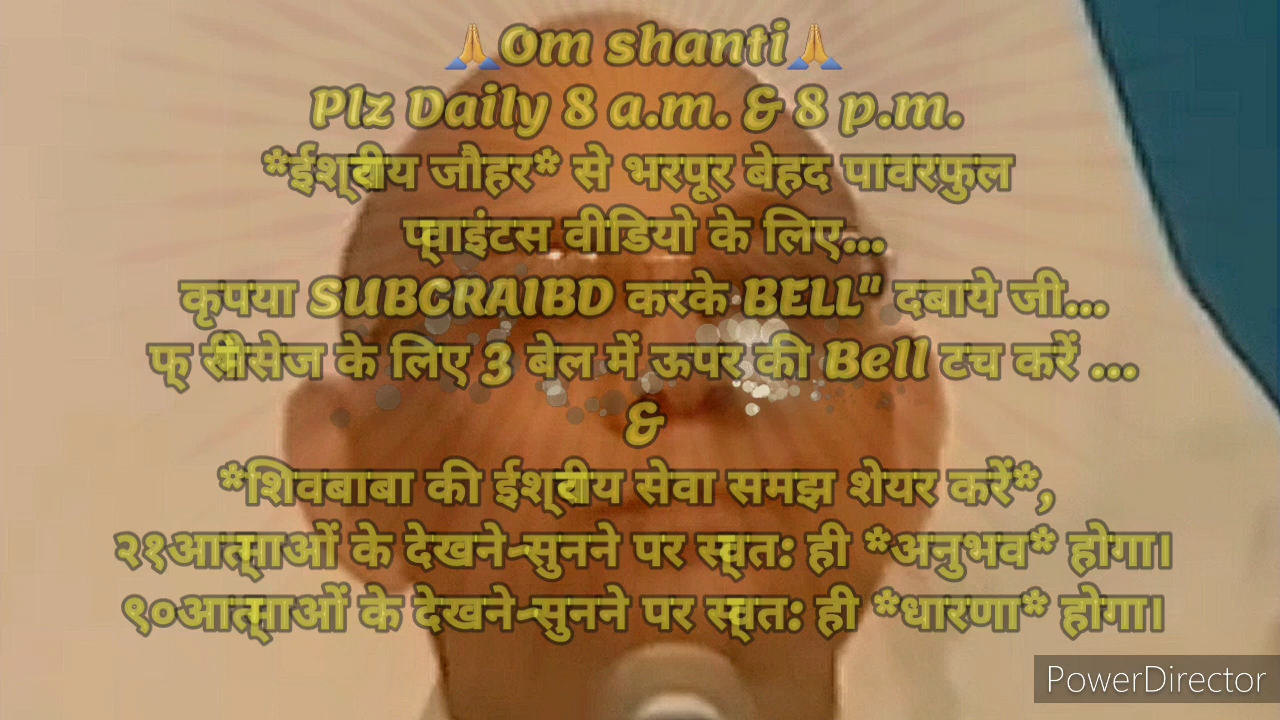 🙏Om shanti🙏
Plz Daily 8 a.m. & 8 p.m.
*ईश्वरीय जौहर* से भरपूर बेहद पावरफुल
प्वाइंटस वीडियो के लिए...
कृपया SUBCRAIBD करके BELL" दबाये जी...
के लिए 3 बेल में ऊपर की Bell टच करें ...
&
*शिवबाबा की ईश्वरीय सेवा समझ शेयर करें*,
२१आत्माओं के देखने-सुनने पर स्वत: ही *अनुभव* होगा।
९०आत्माओं के देखने-सुनने पर स्वत: ही *धारणा* होगा।
PowerDirector